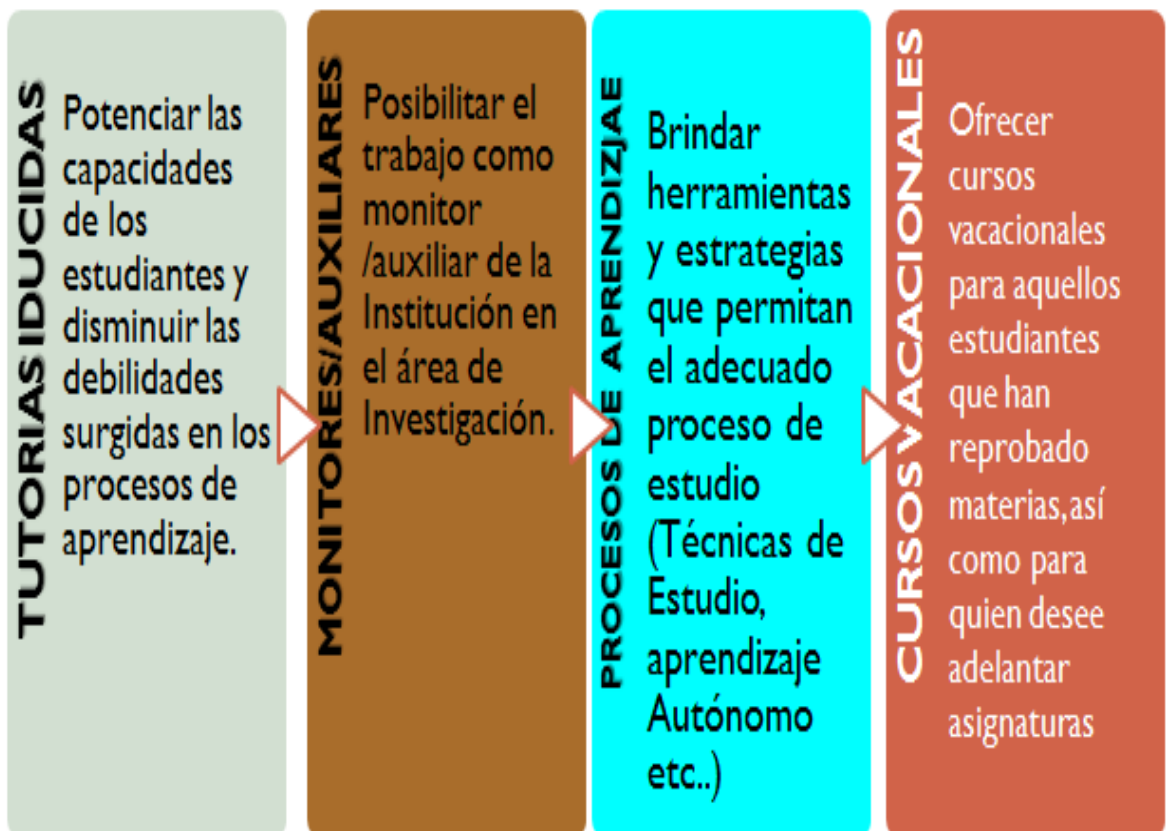 TUTORIASIDUCIDAS
Potenciar las
capacidades
de los
estudiantes y
disminuir las
debilidades
surgidas en los
procesos de
aprendizaje.
MONITORES/AUXILIARES
Posibilitar el
trabajo como
monitor
/auxiliar de la
Institución en
el área de
Investigación.
PROCESOS DE APRENDIZJAE
Brindar
herramientas
y estrategias
que permitan
el adecuado
proceso de
estudio
(Técnicas de
Estudio,
aprendizaje
Autónomo
etc..)
CURSOS VACACIONALES
Ofrecer
cursos
vacacionales
para aquellos
estudiantes
que han
reprobado
materias, así
como para
quien desee
adelantar
asignaturas